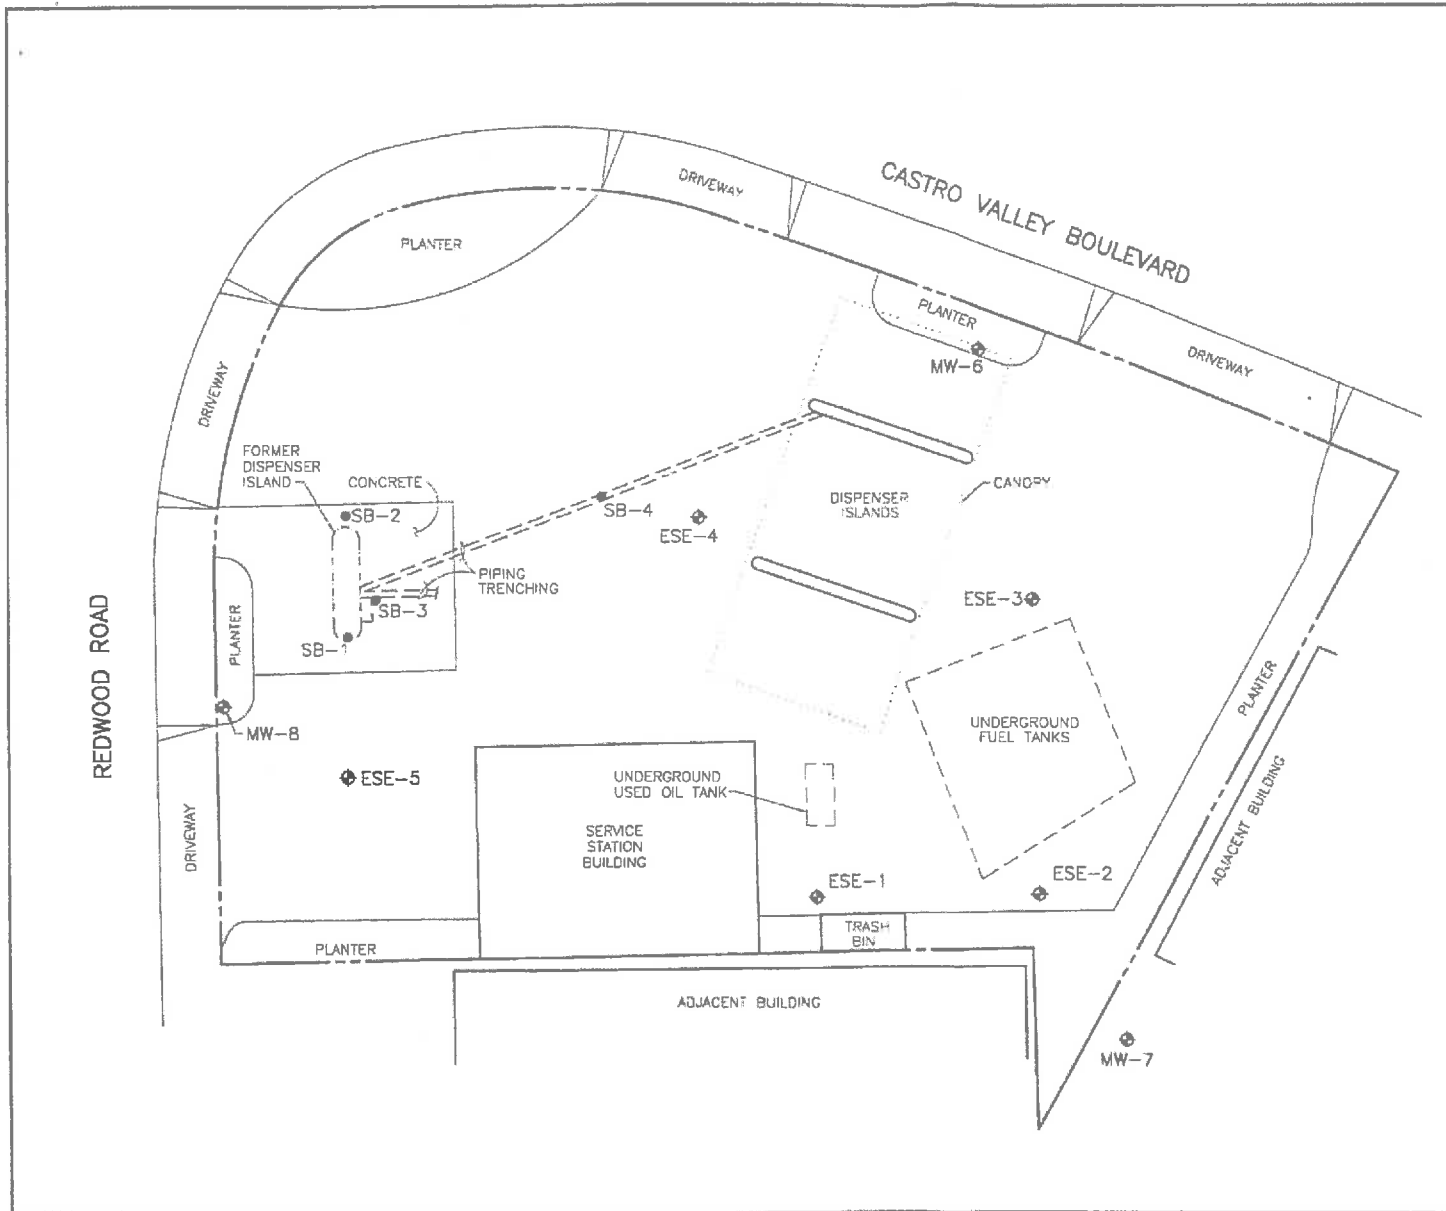 DRIVEWAY
CASTRO VALLEY BOULEVARD
PLANTER
PLANTER
MW-6
DRIVEWAY
DRIVEWAY
FORMER
DISPENSER
ISLAND
CONCRETE
SB-2
SB-4
ESE-4
DISPENSER
ISLANDS
CANOPY
PIPING
TRENCHING
SB-3
SB-1
ESE-3
REDWOOD ROAD
PLANTER
MW-8
ESE-5
UNDERGROUND
FUEL TANKS
PLANTER
UNDERGROUND
USED OIL TANK
SERVICE
STATION
BUILDING
DRIVEWAY
ADJACENT BUILDING
ESE-1
ESE-2
TRASH
BIN
PLANTER
ADJACENT BUILDING
MW-7